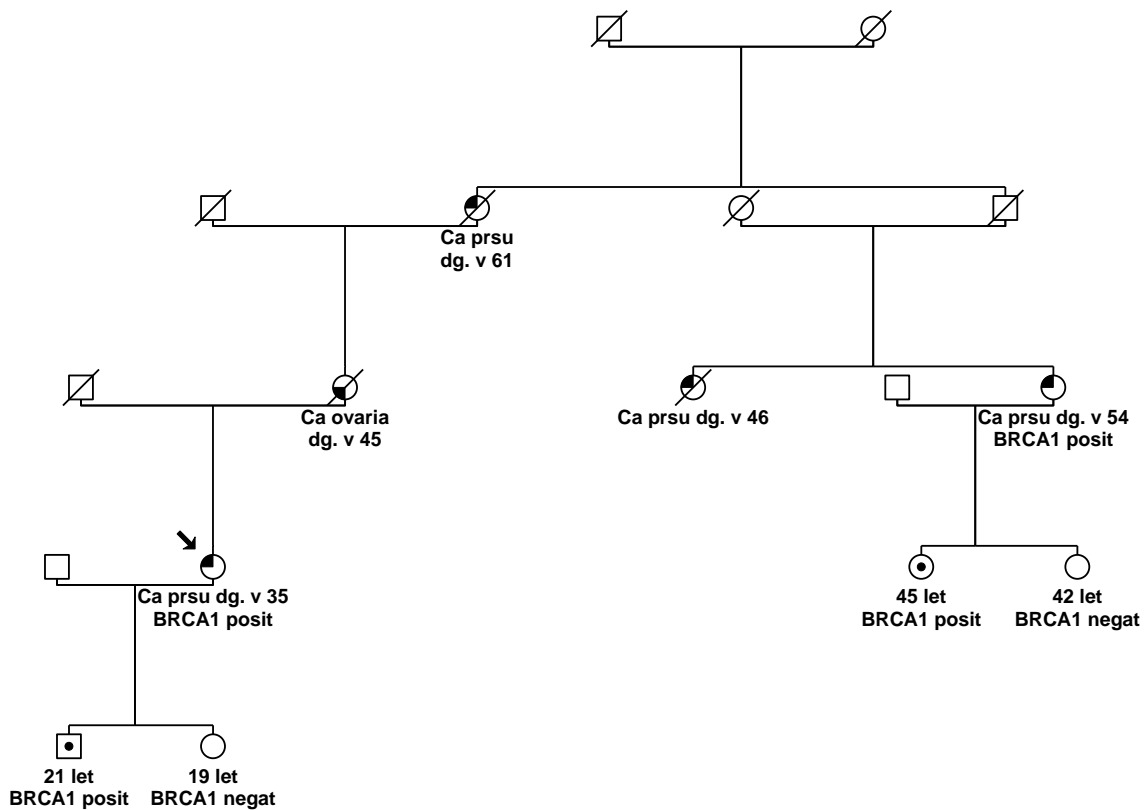 Ca prsu
dg. v 61
Ca ovaria
dg. v 45
Ca prsu dg. v 46
Ca prsu dg. v 54
BRCA1 posit
Ca prsu dg. v 35
BRCA1 posit
45 let
BRCA1 posit
42 let
BRCA1 negat
21 let
BRCA1 posit
19 let
BRCA1 negat